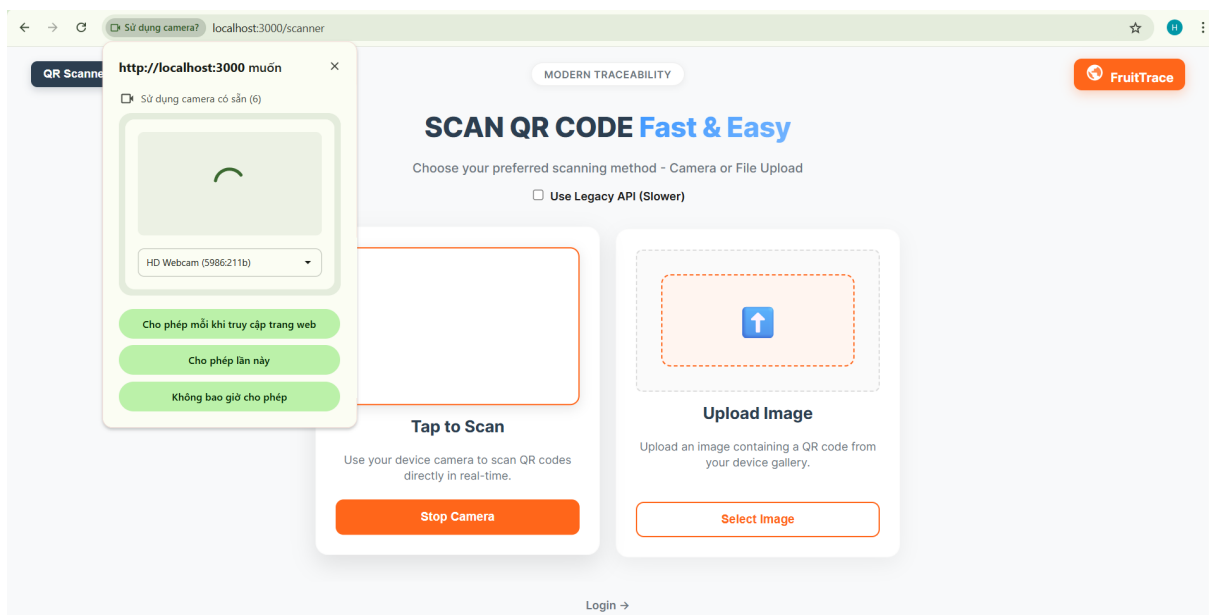 Sử dụng camera?
localhost:3000/scanner
H
QR Scanne
http://localhost:3000 muốn
Sử dụng camera có sẵn (6)
HD Webcam (5986:211b)
Cho phép mỗi khi truy cập trang web
Cho phép lần này
Không bao giờ cho phép
MODERN TRACEABILITY
FruitTrace
SCAN QR CODE Fast & Easy
Choose your preferred scanning method - Camera or File Upload
Use Legacy API (Slower)
Tap to Scan
Use your device camera to scan QR codes
directly in real-time.
Stop Camera
Upload Image
Upload an image containing a QR code from
your device gallery.
Select Image
Login →